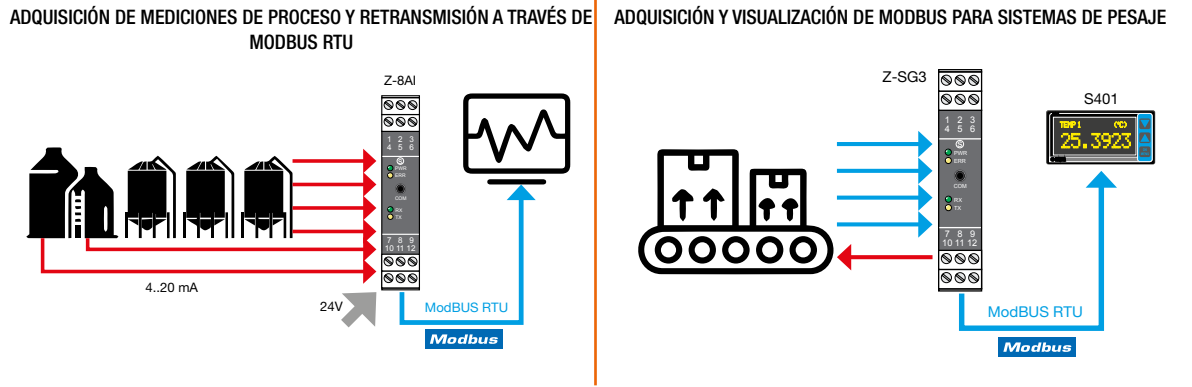 ADQUISICIÓN DE MEDICIONES DE PROCESO Y RETRANSMISIÓN A TRAVÉS DE
MODBUS RTU
Z-8AI
1 2 3
4 5 6
PWR
ERR
COM
RX
TX
7 8 9
10 11 12
4..20 mA
24V
ModBUS RTU
Modbus
ADQUISICIÓN Y VISUALIZACIÓN DE MODBUS PARA SISTEMAS DE PESAJE
Z-SG3
1 2 3
4 5 6
PWR
ERR
COM
RX
TX
7 8 9
10 11 12
S401
TEMP 1 (°C)
25.3923
ModBUS RTU
Modbus